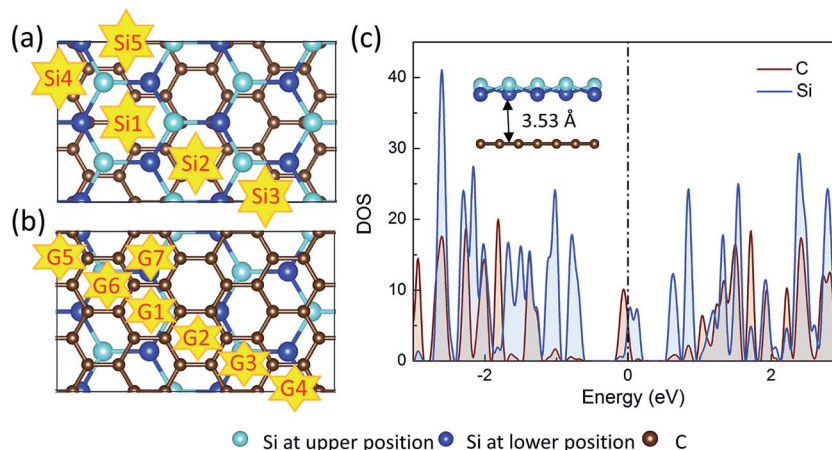 (a)
Si5
Si4
Si1
Si2
Si3
(b)
G5
G7
G6
G1
G2
G3
G4
(c)
C
Si
3.53 Å
DOS
40
30
20
10
0
-2
0
2
Energy (eV)
Si at upper position
Si at lower position
C